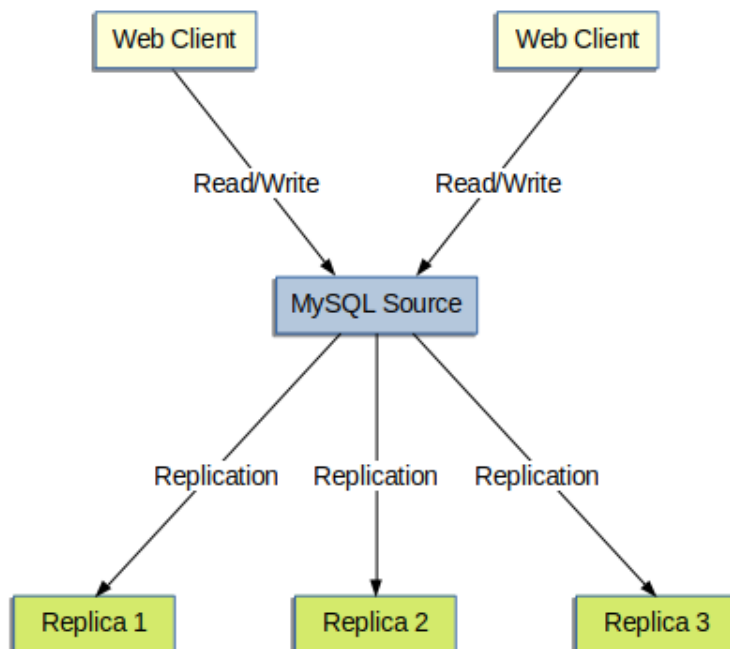 Web Client
Web Client
Read/Write
Read/Write
MySQL Source
Replication
Replication
Replication
Replica 1
Replica 2
Replica 3